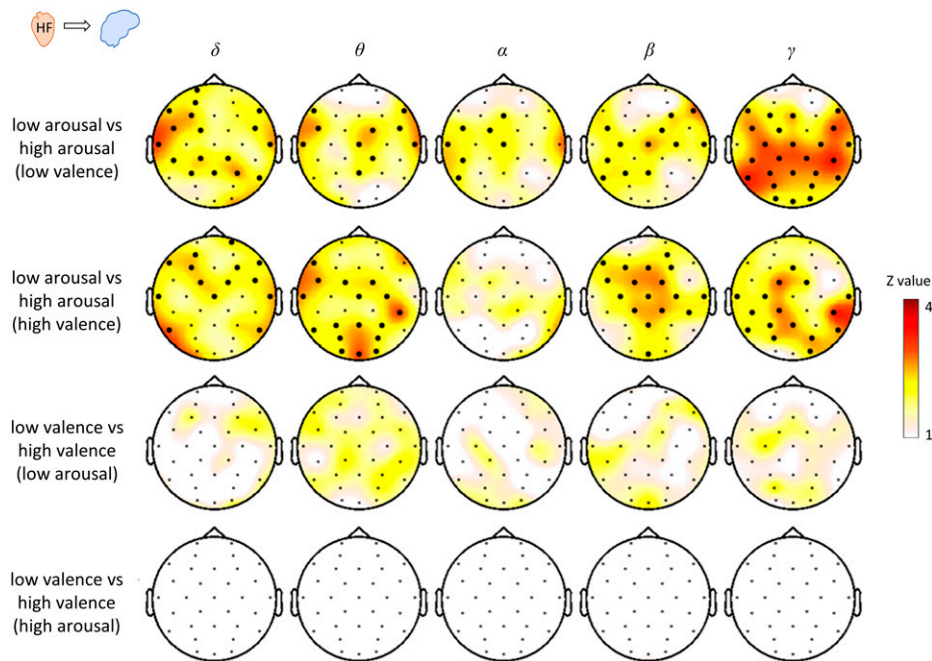 HF
δ θ α β γ
low arousal vs
high arousal
(low valence)
low arousal vs
high arousal
(high valence)
Z value
4
1
low valence vs
high valence
(low arousal)
low valence vs
high valence
(high arousal)